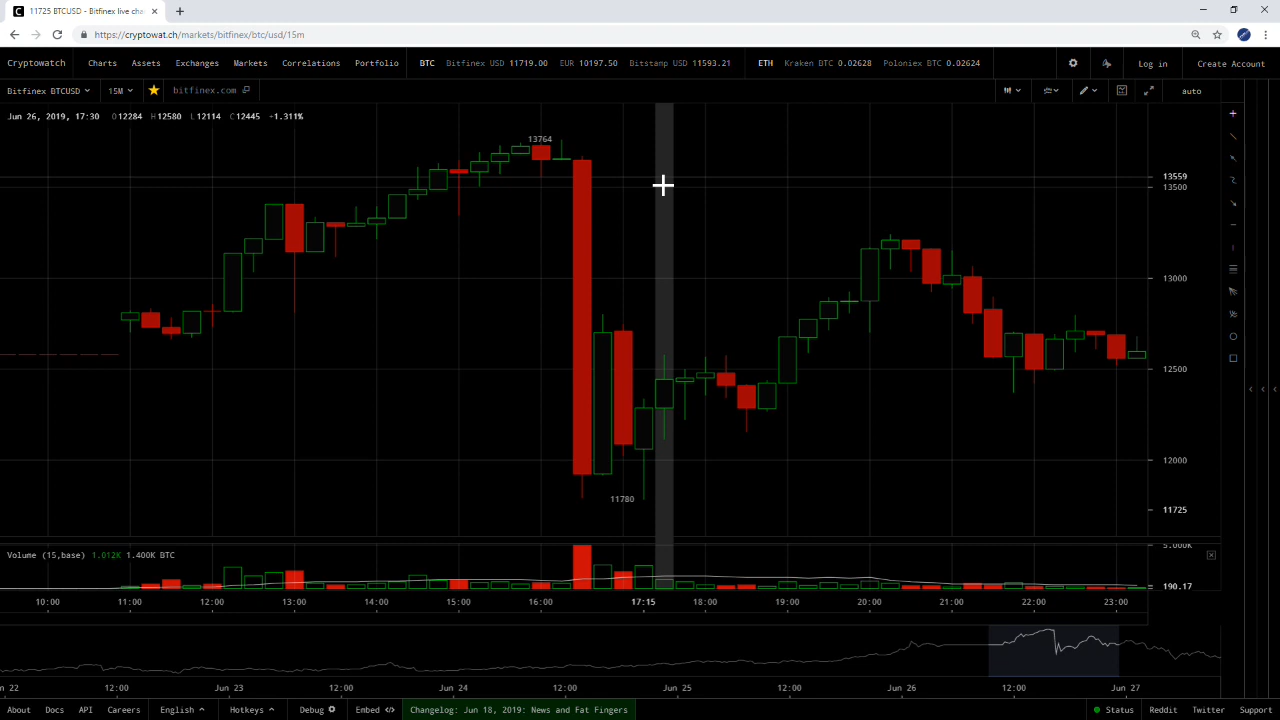 11725 BTCUSD - Bitfinex live cha
https://cryptowat.ch/markets/bitfinex/btc/usd/15m
Cryptowatch Charts Assets Exchanges Markets Correlations Portfolio BTC Bitfinex USD 11719.00 EUR 10197.50 Bitstamp USD 11593.21 ETH Kraken BTC 0.02628 Poloniex BTC 0.02624 Log in Create Account
Bitfinex BTCUSD 15M bitfinex.com auto
Jun 26, 2019, 17:30 O12284 H12580 L12114 C12445 +1.311%
13764
13559
13500
13000
12500
12000
11780
11725
Volume (15,base) 1.012K 1.400K BTC
5.000K
190.17
10:00 11:00 12:00 13:00 14:00 15:00 16:00 17:15 18:00 19:00 20:00 21:00 22:00 23:00
n 22 12:00 Jun 23 12:00 Jun 24 12:00 Jun 25 12:00 Jun 26 12:00 Jun 27
About Docs API Careers English Hotkeys Debug Embed Changelog: Jun 18, 2019: News and Fat Fingers Status Reddit Twitter Support